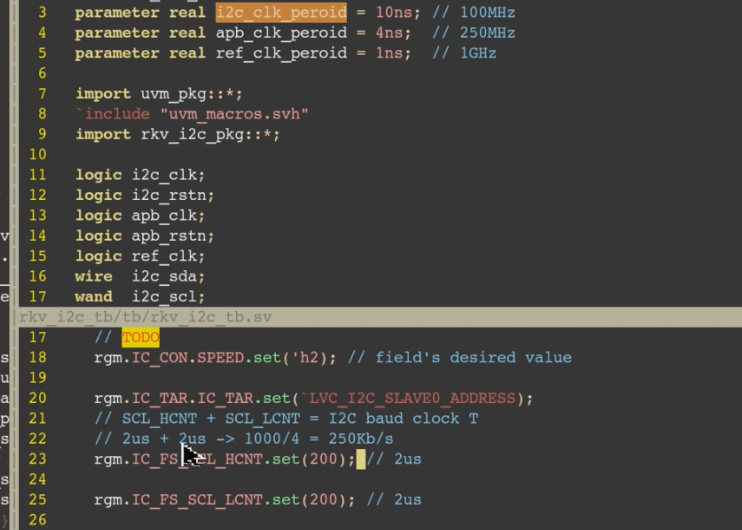 3 parameter real i2c_clk_peroid = 10ns; // 100MHz
4 parameter real apb_clk_peroid = 4ns; // 250MHz
5 parameter real ref_clk_peroid = 1ns; // 1GHz
6
7 import uvm_pkg::*;
8 `include "uvm_macros.svh"
9 import rkv_i2c_pkg::*;
10
11 logic i2c_clk;
12 logic i2c_rstn;
13 logic apb_clk;
14 logic apb_rstn;
15 logic ref_clk;
16 wire i2c_sda;
17 wand i2c_scl;
rkv_i2c_tb/tb/rkv_i2c_tb.sv
17 // TODO
18 rgm.IC_CON.SPEED.set('h2); // field's desired value
19
20 rgm.IC_TAR.IC_TAR.set(`LVC_I2C_SLAVE0_ADDRESS);
21 // SCL_HCNT + SCL_LCNT = I2C baud clock T
22 // 2us + 2us -> 1000/4 = 250Kb/s
23 rgm.IC_FS_SCL_HCNT.set(200); // 2us
24
25 rgm.IC_FS_SCL_LCNT.set(200); // 2us
26